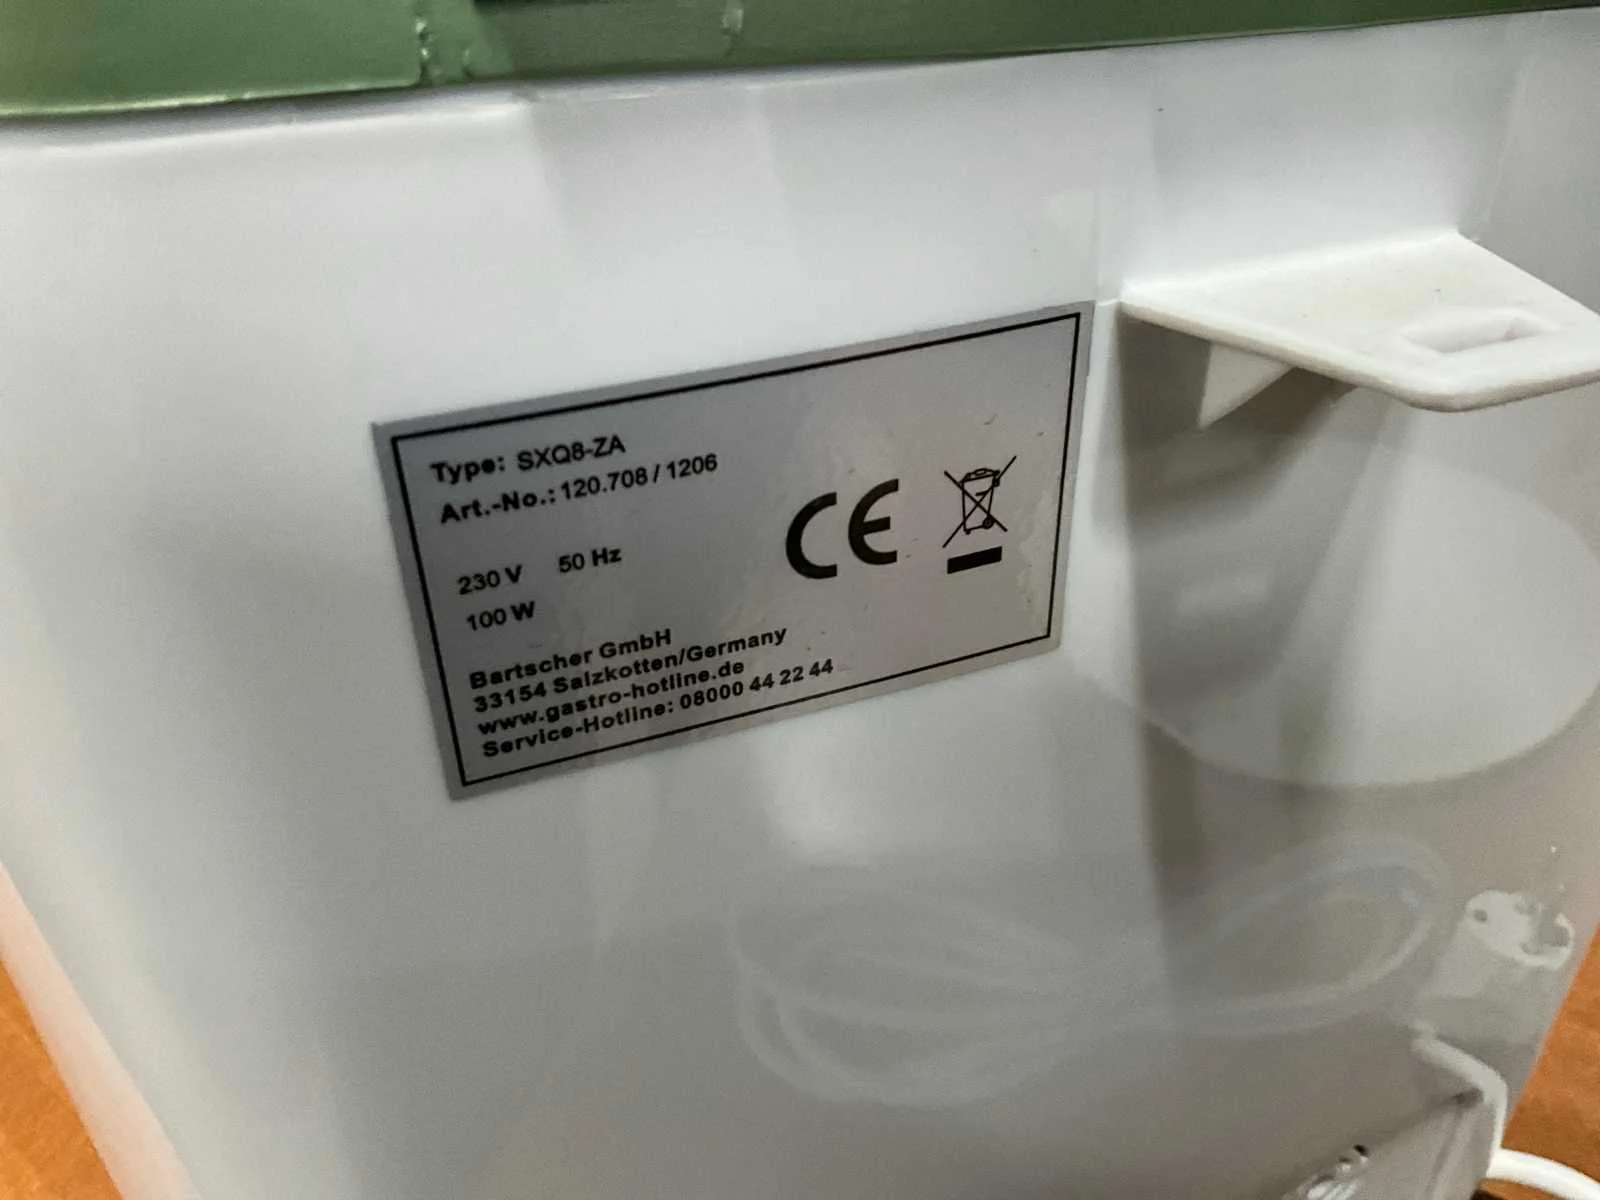 Type: SXQ8-ZA
Art.-No.: 120.708 / 1206
230 V 50 Hz
100 W
CE
Bartscher GmbH
33154 Salzkotten/Germany
www.gastro-hotline.de
Service-Hotline: 08000 44 22 44